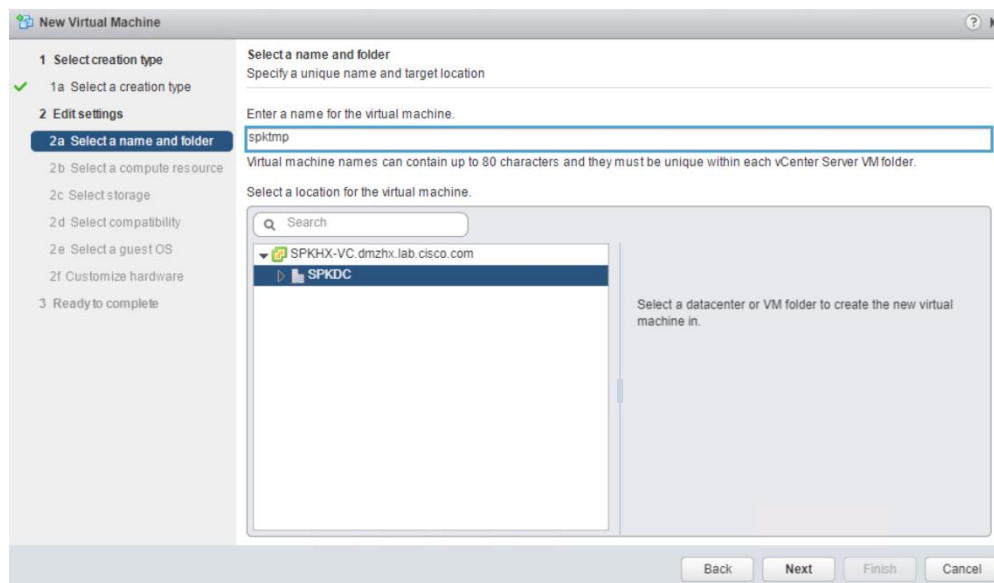 New Virtual Machine
?
1 Select creation type
1a Select a creation type
2 Edit settings
2a Select a name and folder
2b Select a compute resource
2c Select storage
2d Select compatibility
2e Select a guest OS
2f Customize hardware
3 Ready to complete
Select a name and folder
Specify a unique name and target location
Enter a name for the virtual machine.
spktmp
Virtual machine names can contain up to 80 characters and they must be unique within each vCenter Server VM folder.
Select a location for the virtual machine.
Search
SPKHX-VC.dmzhx.lab.cisco.com
SPKDC
Select a datacenter or VM folder to create the new virtual
machine in.
Back
Next
Finish
Cancel